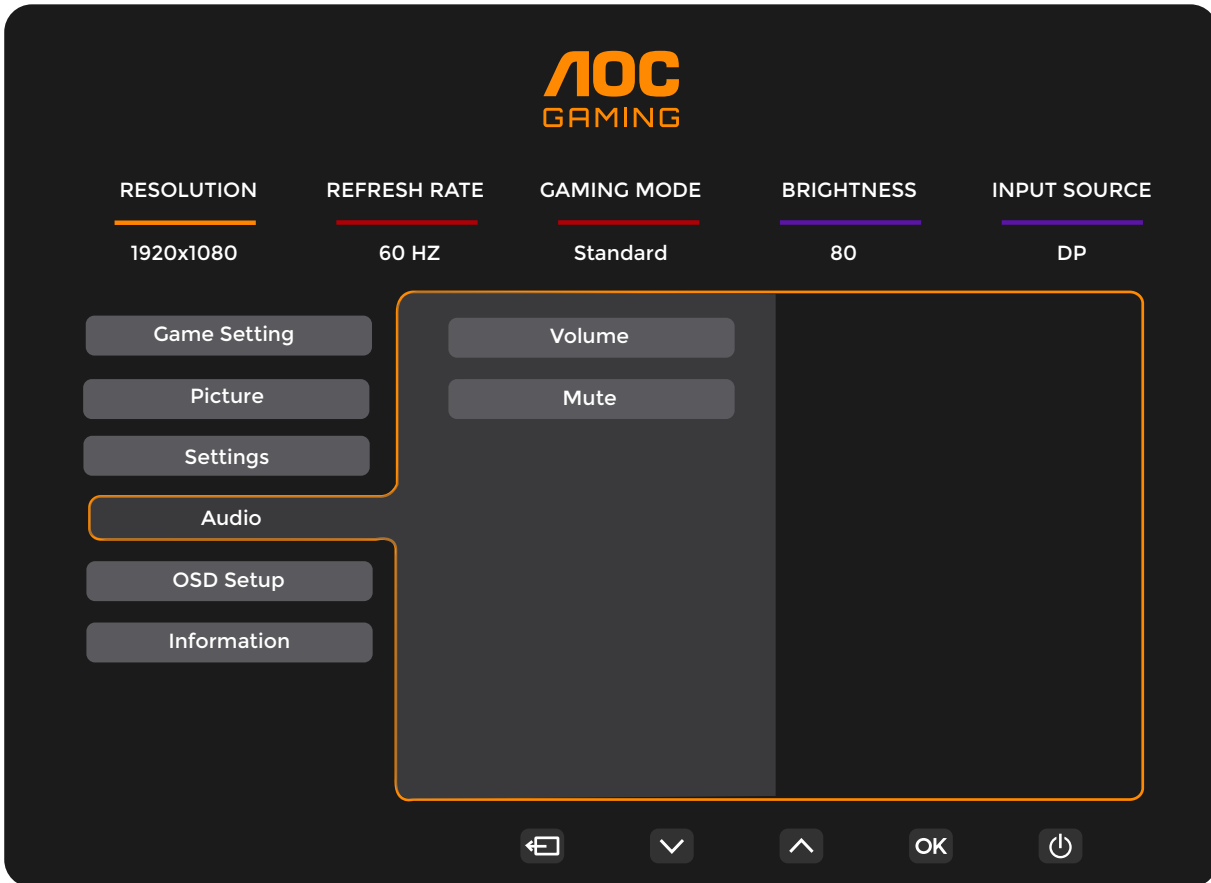 AOC
GAMING
RESOLUTION REFRESH RATE GAMING MODE BRIGHTNESS INPUT SOURCE
1920x1080 60 HZ Standard 80 DP
Game Setting Volume
Picture Mute
Settings
Audio
OSD Setup
Information
OK